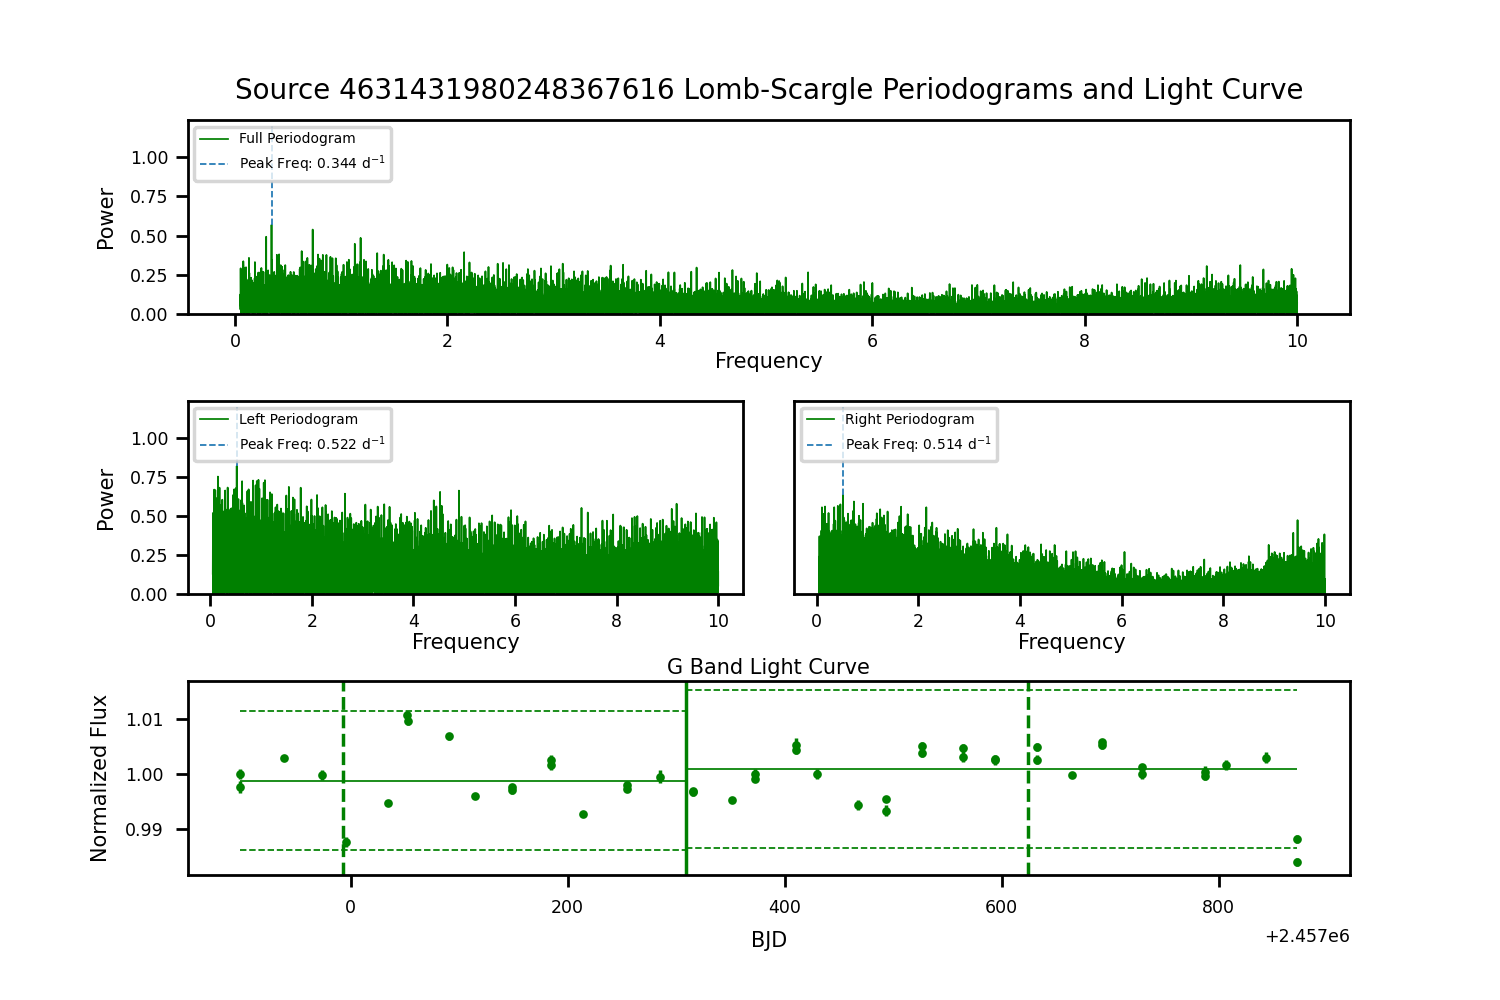 Source 4631431980248367616 Lomb-Scargle Periodograms and Light Curve
Full Periodogram
Peak Freq: 0.344 d⁻¹
Power
1.00
0.75
0.50
0.25
0.00
0 2 4 6 8 10
Frequency
Left Periodogram
Peak Freq: 0.522 d⁻¹
Power
1.00
0.75
0.50
0.25
0.00
0 2 4 6 8 10
Frequency
Right Periodogram
Peak Freq: 0.514 d⁻¹
0 2 4 6 8 10
Frequency
G Band Light Curve
Normalized Flux
1.01
1.00
0.99
0 200 400 600 800
BJD
+2.457e6